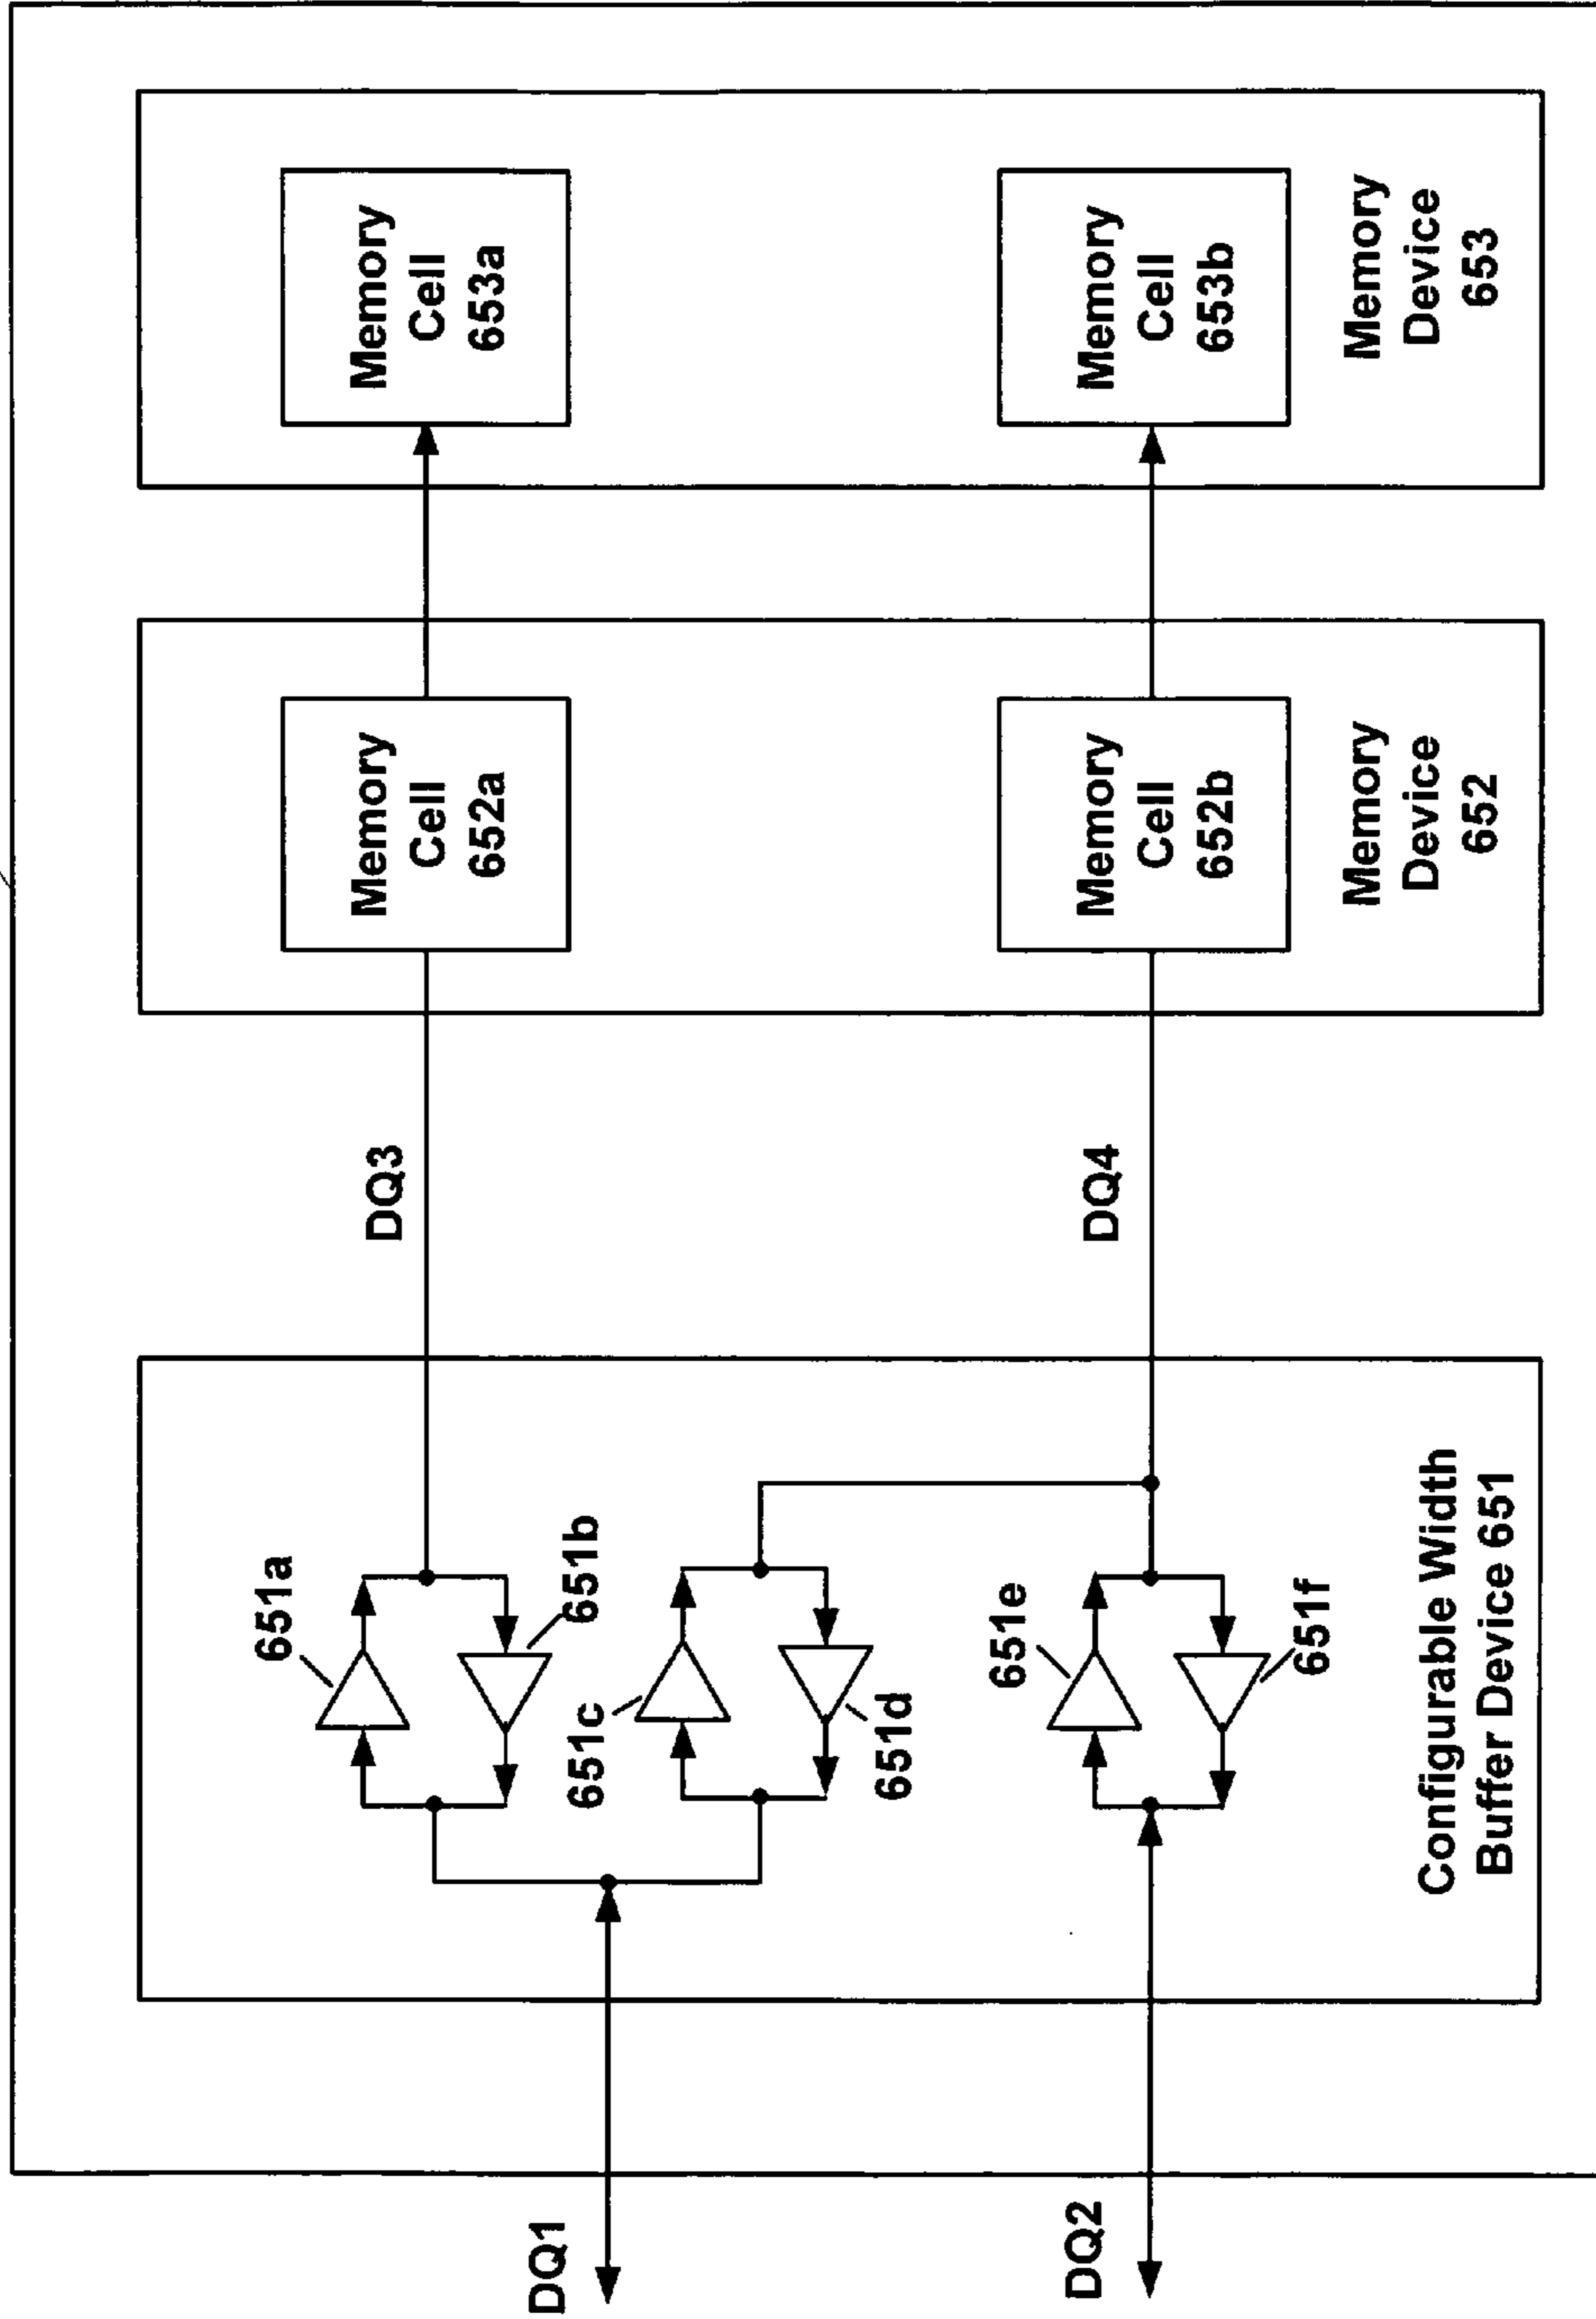 DQ1
DQ2
651a
651b
651c
651d
651e
651f
Configurable Width
Buffer Device 651
DQ3
DQ4
Memory
Cell
652a
Memory
Cell
652b
Memory
Device
652
Memory
Cell
653a
Memory
Cell
653b
Memory
Device
653